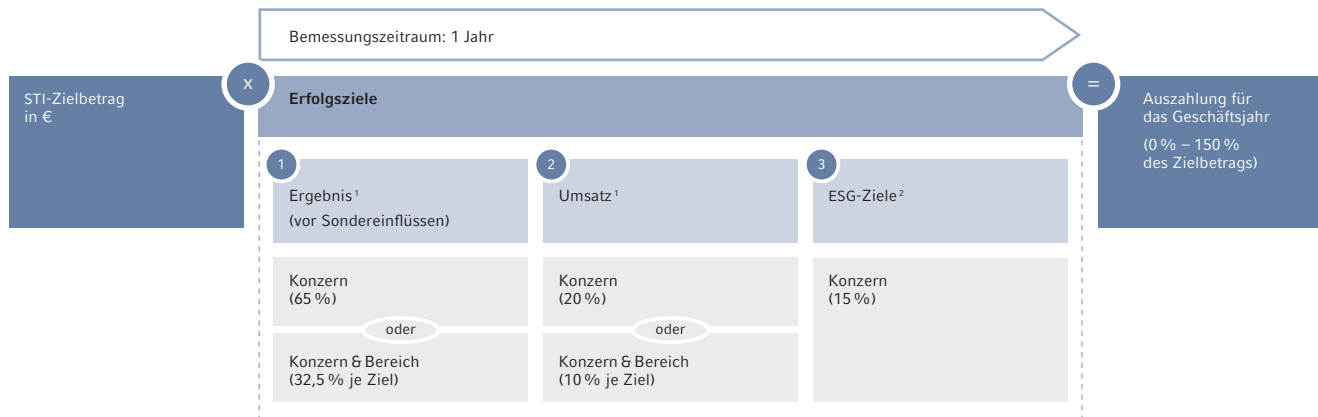 Bemessungszeitraum: 1 Jahr
STI-Zielbetrag
in €
x
Erfolgsziele
=
Auszahlung für
das Geschäftsjahr
(0 % – 150 %
des Zielbetrags)
1
Ergebnis¹
(vor Sondereinflüssen)
2
Umsatz¹
3
ESG-Ziele²
Konzern
(65 %)
oder
Konzern & Bereich
(32,5 % je Ziel)
Konzern
(20 %)
oder
Konzern & Bereich
(10 % je Ziel)
Konzern
(15 %)